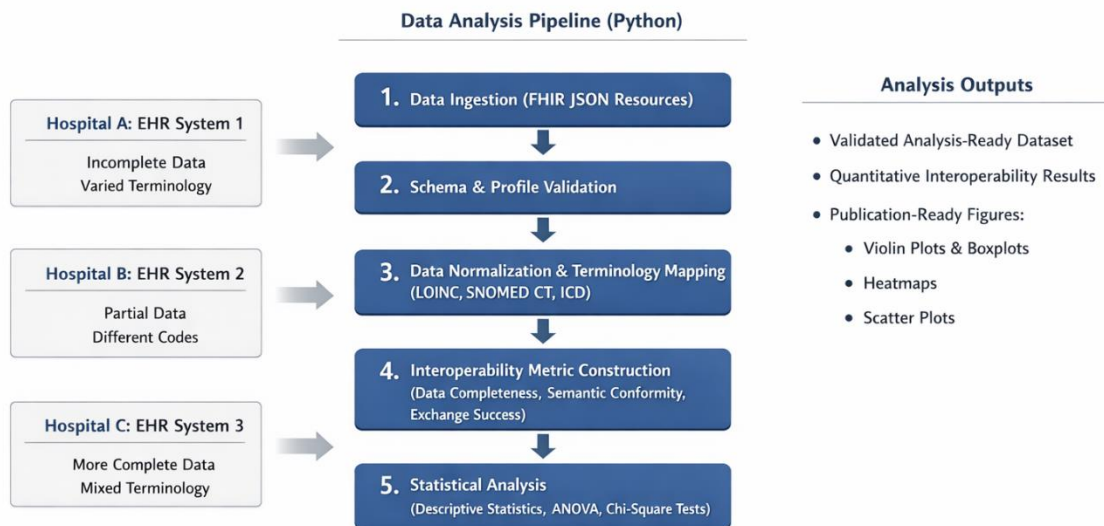 Data Analysis Pipeline (Python)
Hospital A: EHR System 1
Incomplete Data
Varied Terminology
Hospital B: EHR System 2
Partial Data
Different Codes
Hospital C: EHR System 3
More Complete Data
Mixed Terminology
1. Data Ingestion (FHIR JSON Resources)
2. Schema & Profile Validation
3. Data Normalization & Terminology Mapping
(LOINC, SNOMED CT, ICD)
4. Interoperability Metric Construction
(Data Completeness, Semantic Conformity,
Exchange Success)
5. Statistical Analysis
(Descriptive Statistics, ANOVA, Chi-Square Tests)
Analysis Outputs
• Validated Analysis-Ready Dataset
• Quantitative Interoperability Results
• Publication-Ready Figures:
• Violin Plots & Boxplots
• Heatmaps
• Scatter Plots